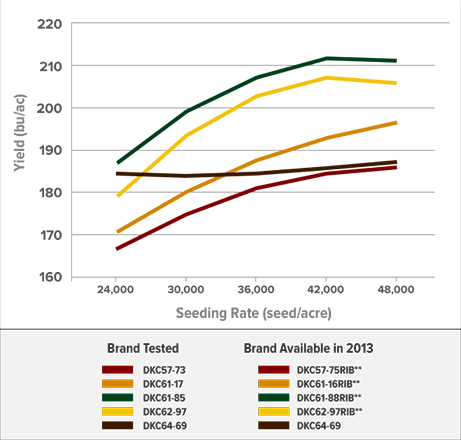 220
210
200
190
180
170
160
Yield (bu/ac)
24,000 30,000 36,000 42,000 48,000
Seeding Rate (seed/acre)
Brand Tested Brand Available in 2013
DKC57-73 DKC57-75RIB**
DKC61-17 DKC61-16RIB**
DKC61-85 DKC61-88RIB**
DKC62-97 DKC62-97RIB**
DKC64-69 DKC64-69